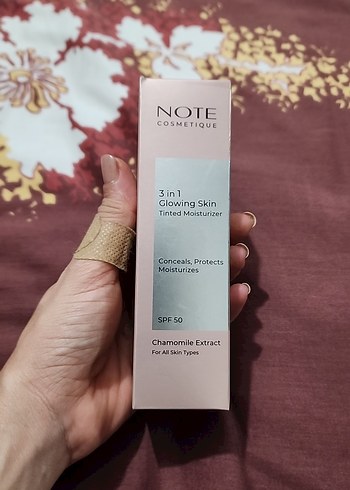 NOTE
COSMETIQUE
3 in 1
Glowing Skin
Tinted Moisturizer
Conceals, Protects
Moisturizes
SPF 50
Chamomile Extract
For All Skin Types